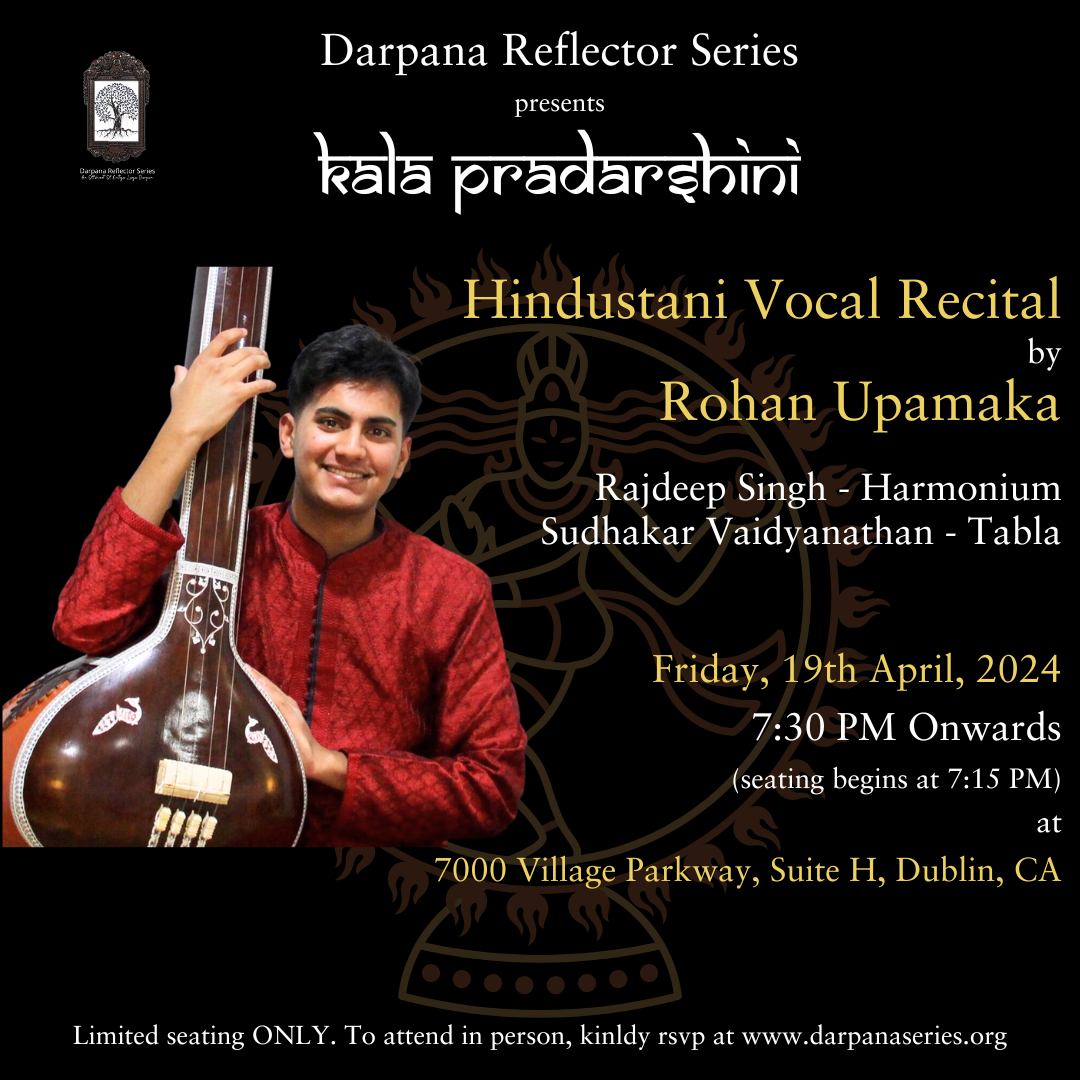 Darpana Reflector Series
presents
kala pradarshini
Darpana Reflector Series
Hindustani Vocal Recital
by
Rohan Upamaka
Rajdeep Singh - Harmonium
Sudhakar Vaidyanathan - Tabla
Friday, 19th April, 2024
7:30 PM Onwards
(seating begins at 7:15 PM)
at
7000 Village Parkway, Suite H, Dublin, CA
Limited seating ONLY. To attend in person, kinldy rsvp at www.darpanaseries.org